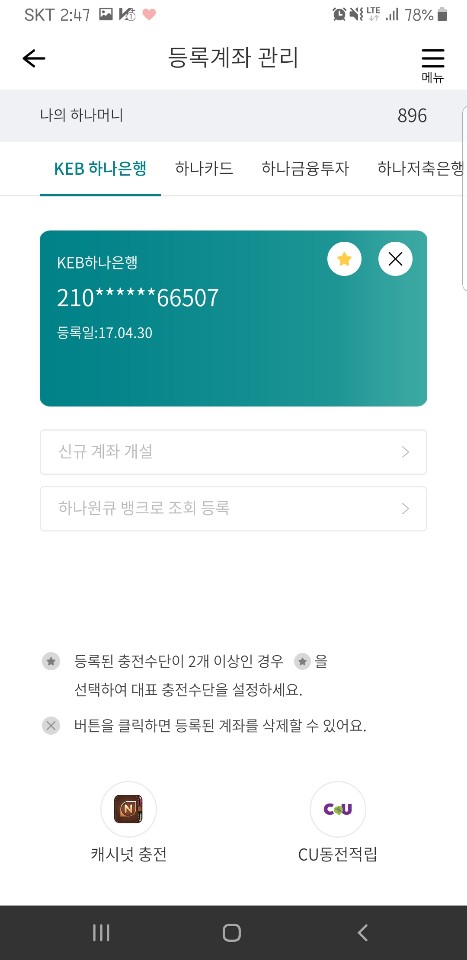 SKT 2:47
LTE
78%
등록계좌 관리
메뉴
나의 하나머니
896
KEB 하나은행
하나카드
하나금융투자
하나저축은행
KEB하나은행
210******66507
등록일:17.04.30
신규 계좌 개설
하나원큐 뱅크로 조회 등록
등록된 충전수단이 2개 이상인 경우 을
선택하여 대표 충전수단을 설정하세요.
버튼을 클릭하면 등록된 계좌를 삭제할 수 있어요.
N
CU
캐시넛 충전
CU동전적립